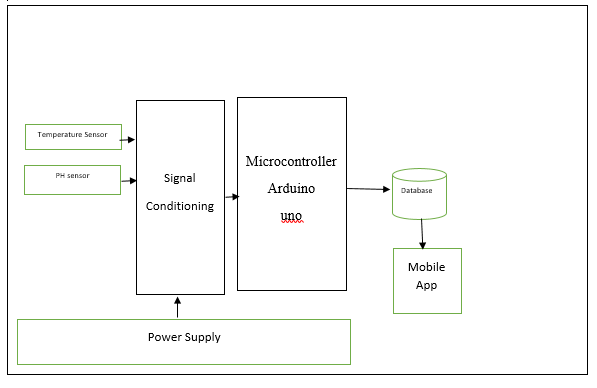 Temperature Sensor
PH sensor
Signal
Conditioning
Microcontroller
Arduino
uno
Database
Mobile
App
Power Supply